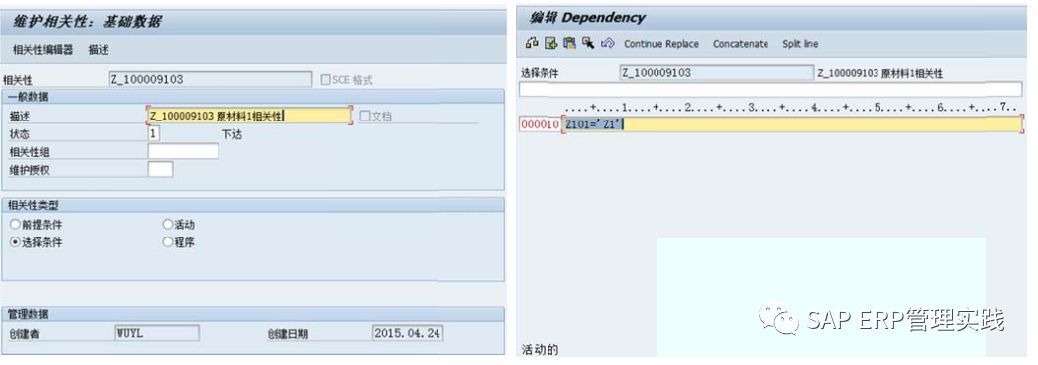 维护相关性: 基础数据
相关性编辑器 描述
相关性 Z_100009103 SCE 格式
一般数据
描述 Z_100009103 原材料1相关性 文档
状态 1 下达
相关性组
维护授权
相关性类型
前提条件 活动
选择条件 程序
管理数据
创建者 WUYL 创建日期 2015.04.24
编辑 Dependency
Continue Replace Concatenate Split line
选择条件 Z_100009103 Z_100009103 原材料1相关性
....+....1....+....2....+....3....+....4....+....5....+....6....+....7..
000010 Z101='Z1'
活动的
SAP ERP管理实践